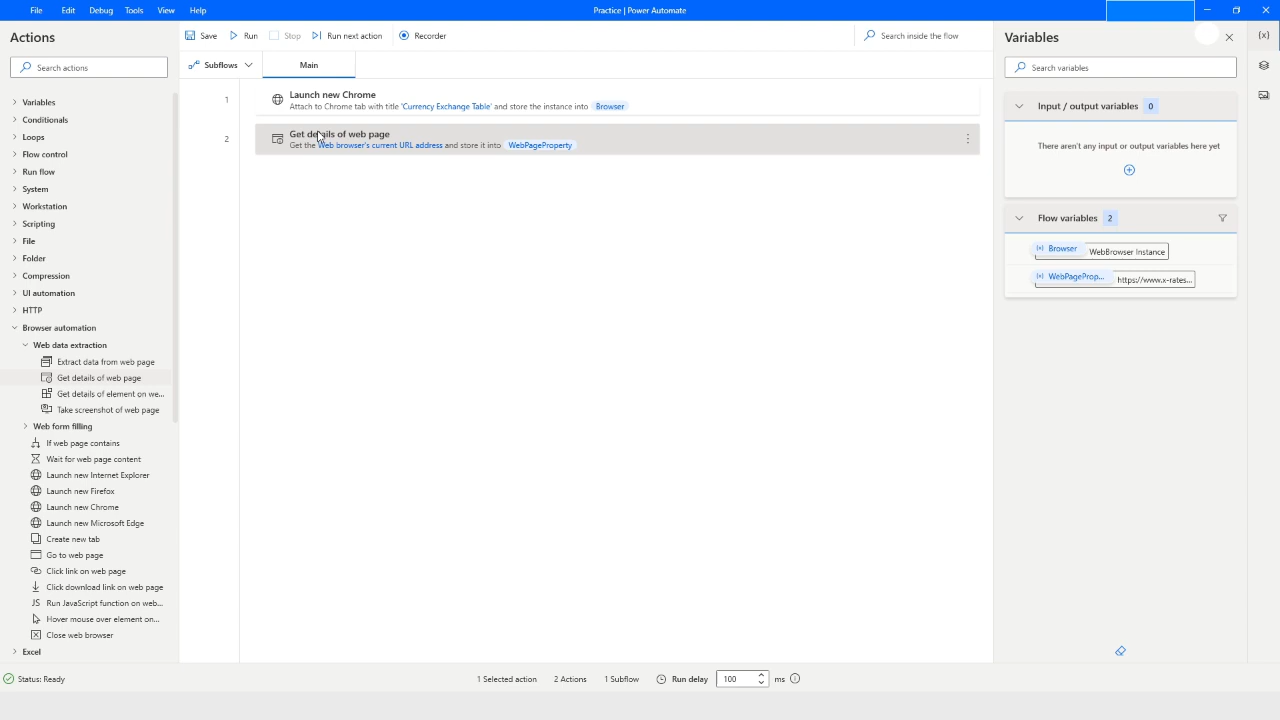 File Edit Debug Tools View Help
Practice | Power Automate
Actions
Search actions
Variables
Conditionals
Loops
Flow control
Run flow
System
Workstation
Scripting
File
Folder
Compression
UI automation
HTTP
Browser automation
Web data extraction
Extract data from web page
Get details of web page
Get details of element on we...
Take screenshot of web page
Web form filling
If web page contains
Wait for web page content
Launch new Internet Explorer
Launch new Firefox
Launch new Chrome
Launch new Microsoft Edge
Create new tab
Go to web page
Click link on web page
Click download link on web page
JS Run JavaScript function on web...
Hover mouse over element on...
Close web browser
Excel
Save Run Stop Run next action Recorder
Search inside the flow
Subflows Main
1 Launch new Chrome
Attach to Chrome tab with title 'Currency Exchange Table' and store the instance into Browser
2 Get details of web page
Get the Web browser's current URL address and store it into WebPageProperty
Variables
{x}
Search variables
Input / output variables 0
There aren't any input or output variables here yet
Flow variables 2
(x) Browser WebBrowser Instance
(x) WebPageProp... https://www.x-rates...
Status: Ready
1 Selected action 2 Actions 1 Subflow Run delay 100 ms